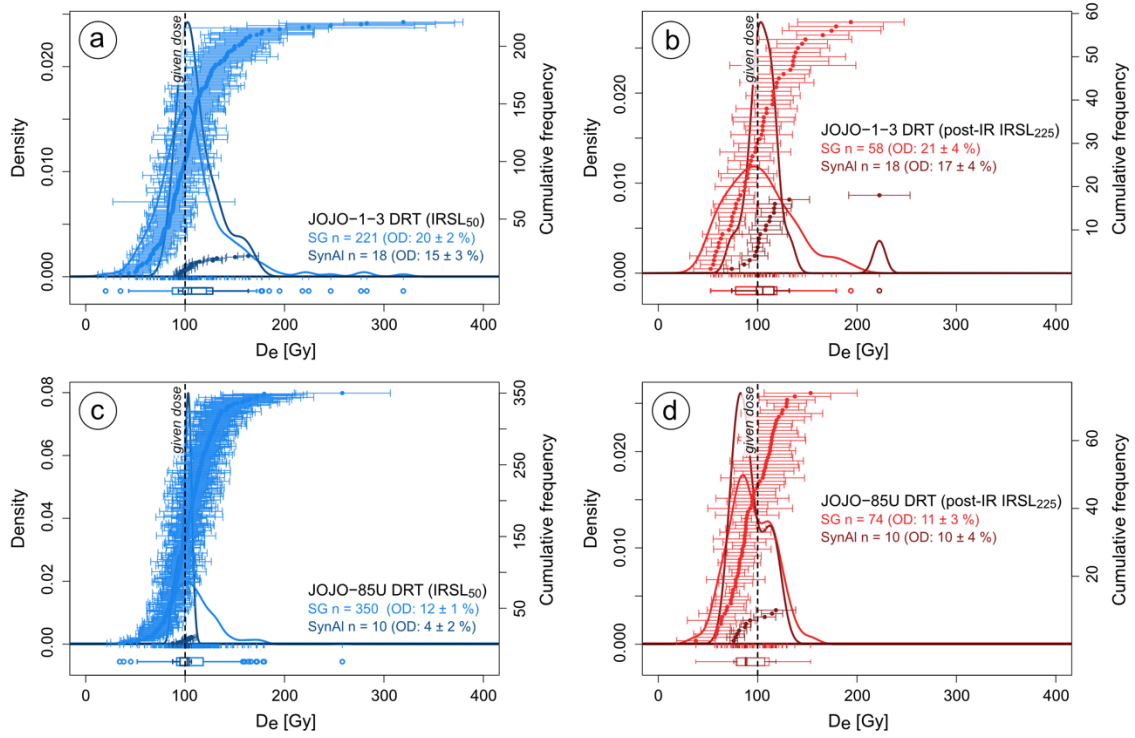 a
Density
0.000
0.010
0.020
given dose
JOJO−1−3 DRT (IRSL50)
SG n = 221 (OD: 20 ± 2 %)
SynAl n = 18 (OD: 15 ± 3 %)
50
100
150
200
Cumulative frequency
0 100 200 300 400
De [Gy]
b
Density
0.000
0.010
0.020
given dose
JOJO−1−3 DRT (post-IR IRSL225)
SG n = 58 (OD: 21 ± 4 %)
SynAl n = 18 (OD: 17 ± 4 %)
10
20
30
40
50
60
Cumulative frequency
0 100 200 300 400
De [Gy]
c
Density
0.00
0.02
0.04
0.06
0.08
given dose
JOJO−85U DRT (IRSL50)
SG n = 350 (OD: 12 ± 1 %)
SynAl n = 10 (OD: 4 ± 2 %)
50
150
250
350
Cumulative frequency
0 100 200 300 400
De [Gy]
d
Density
0.000
0.010
0.020
given dose
JOJO−85U DRT (post-IR IRSL225)
SG n = 74 (OD: 11 ± 3 %)
SynAl n = 10 (OD: 10 ± 4 %)
20
40
60
Cumulative frequency
0 100 200 300 400
De [Gy]